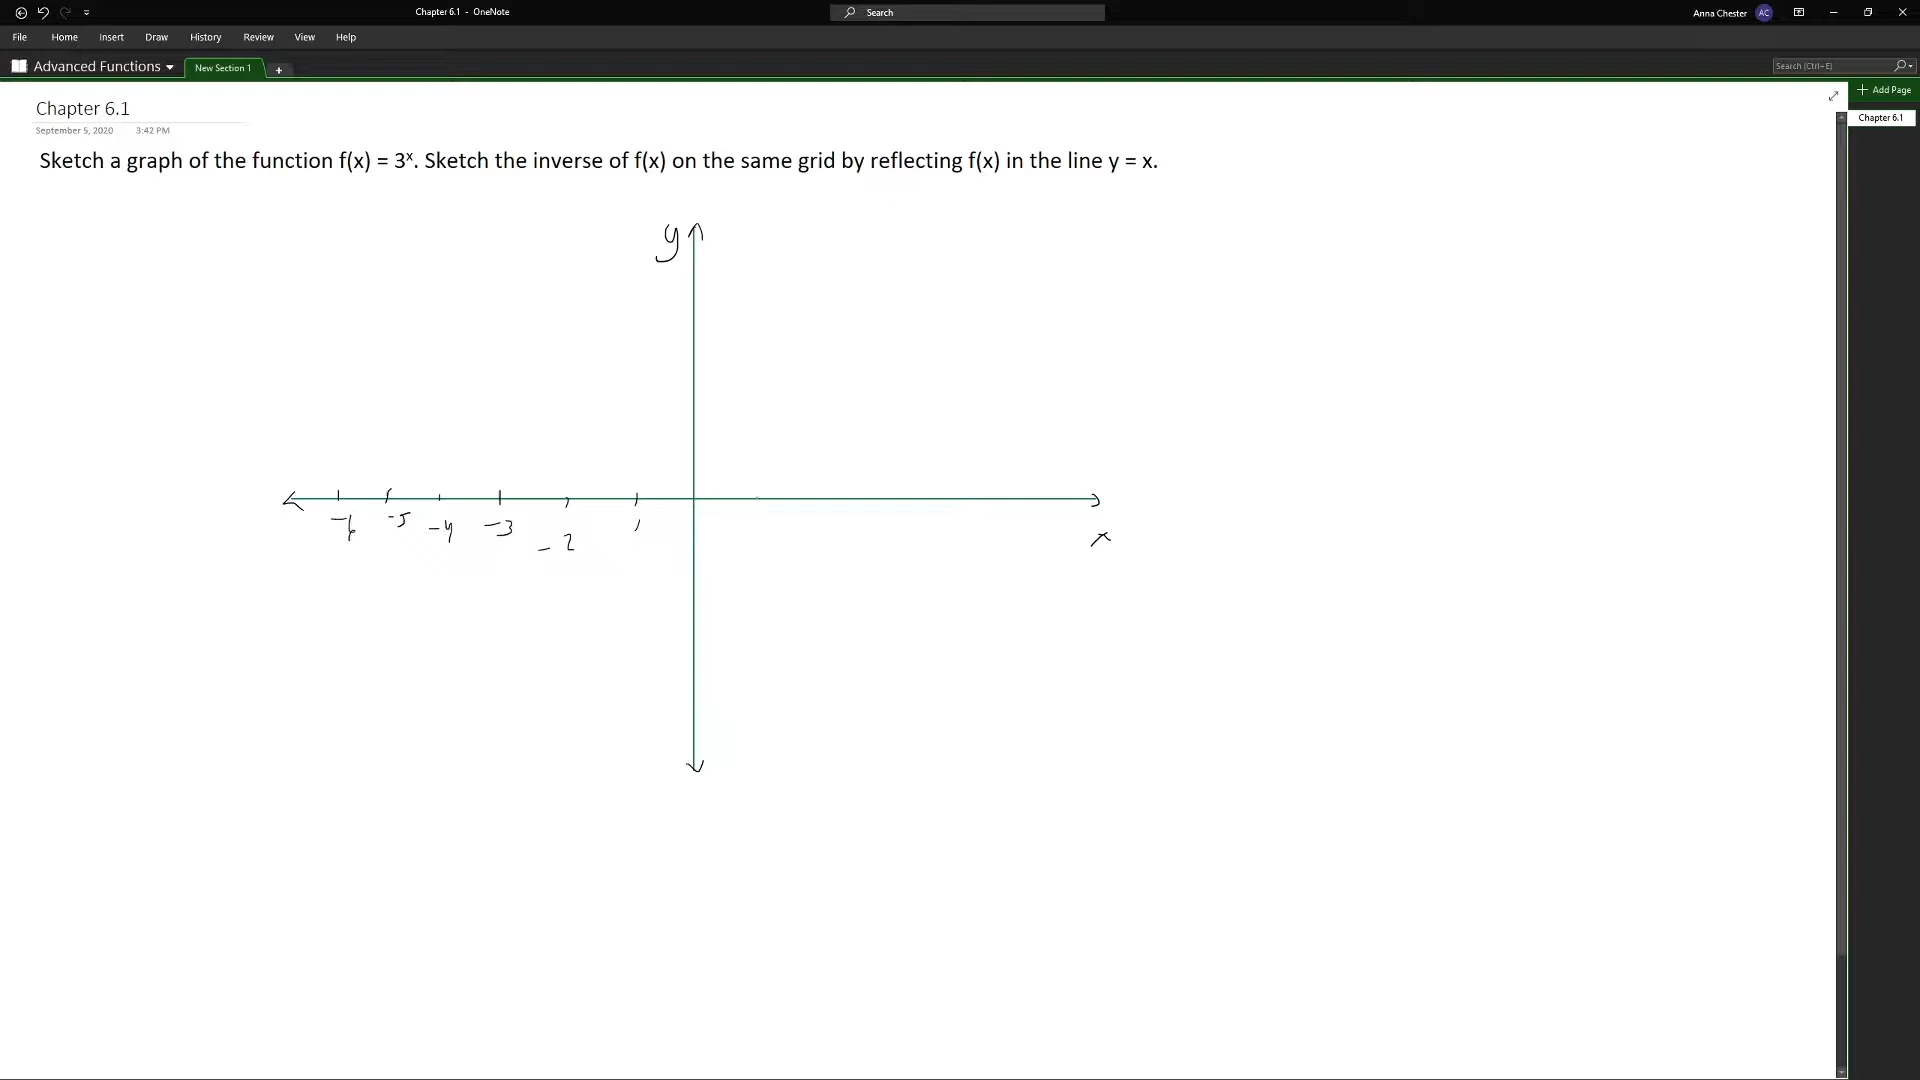 Chapter 6.1 - OneNote
Search
Anna Chester AC
File Home Insert Draw History Review View Help
Advanced Functions New Section 1 +
Search (Ctrl+E)
Chapter 6.1
+ Add Page
September 5, 2020 3:42 PM
Chapter 6.1
Sketch a graph of the function f(x) = 3ˣ. Sketch the inverse of f(x) on the same grid by reflecting f(x) in the line y = x.
y
-6 -5 -4 -3 -2 1
x